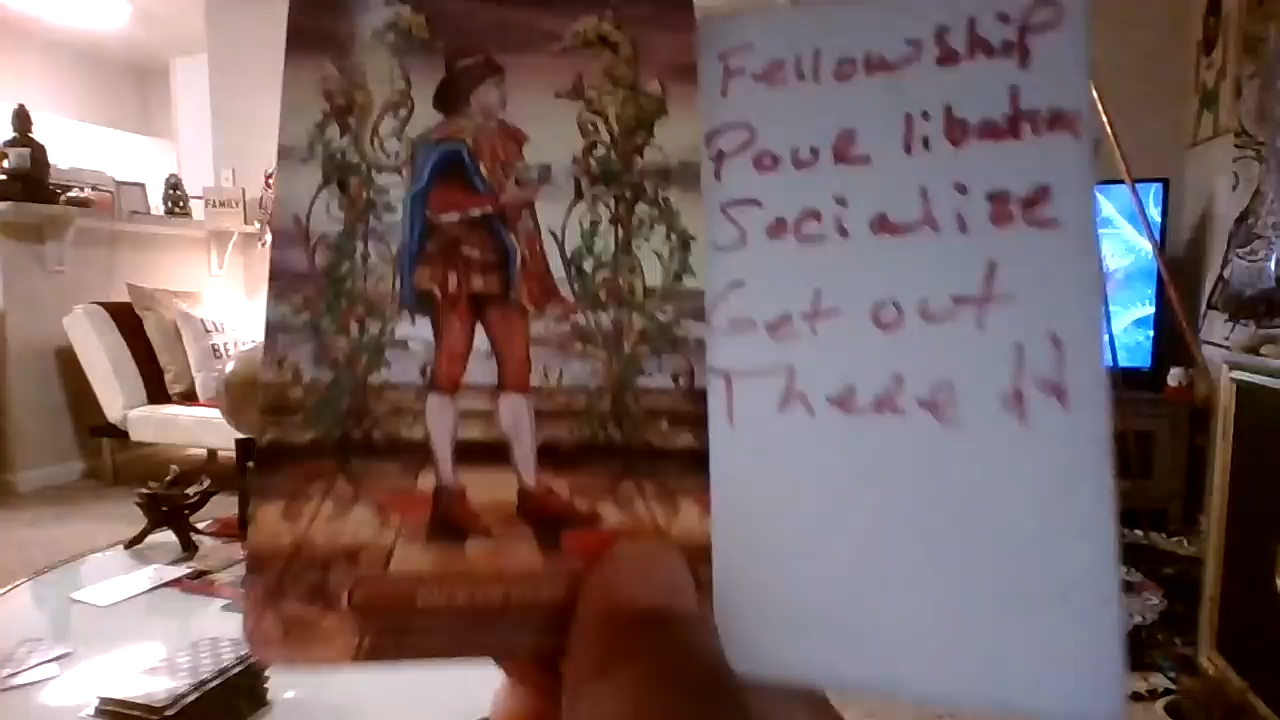 Fellowship
Pour libation
Socialize
Get out
There !!
FAMILY